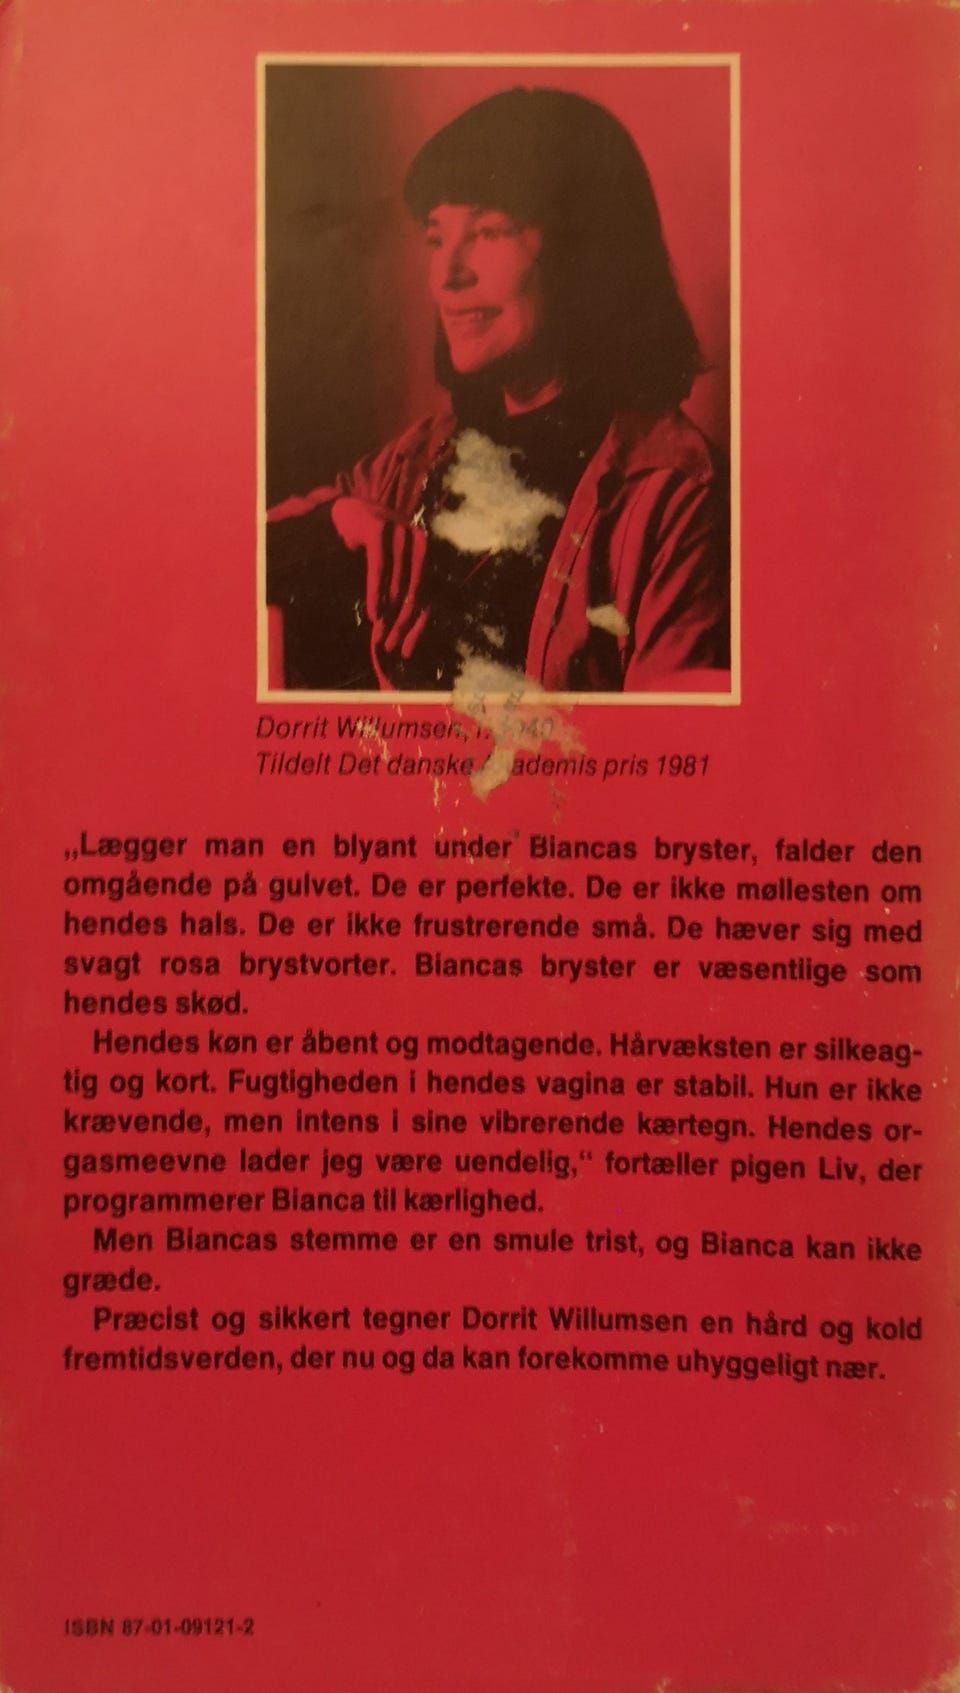 Dorrit Willumsen,
Tildelt Det danske Akademis pris 1981
„Lægger man en blyant under Biancas bryster, falder den
omgående på gulvet. De er perfekte. De er ikke møllesten om
hendes hals. De er ikke frustrerende små. De hæver sig med
svagt rosa brystvorter. Biancas bryster er væsentlige som
hendes skød.
Hendes køn er åbent og modtagende. Hårvæksten er silkeag-
tig og kort. Fugtigheden i hendes vagina er stabil. Hun er ikke
krævende, men intens i sine vibrerende kærtegn. Hendes or-
gasmeevne lader jeg være uendelig,“ fortæller pigen Liv, der
programmerer Bianca til kærlighed.
Men Biancas stemme er en smule trist, og Bianca kan ikke
græde.
Præcist og sikkert tegner Dorrit Willumsen en hård og kold
fremtidsverden, der nu og da kan forekomme uhyggeligt nær.
ISBN 87-01-09121-2